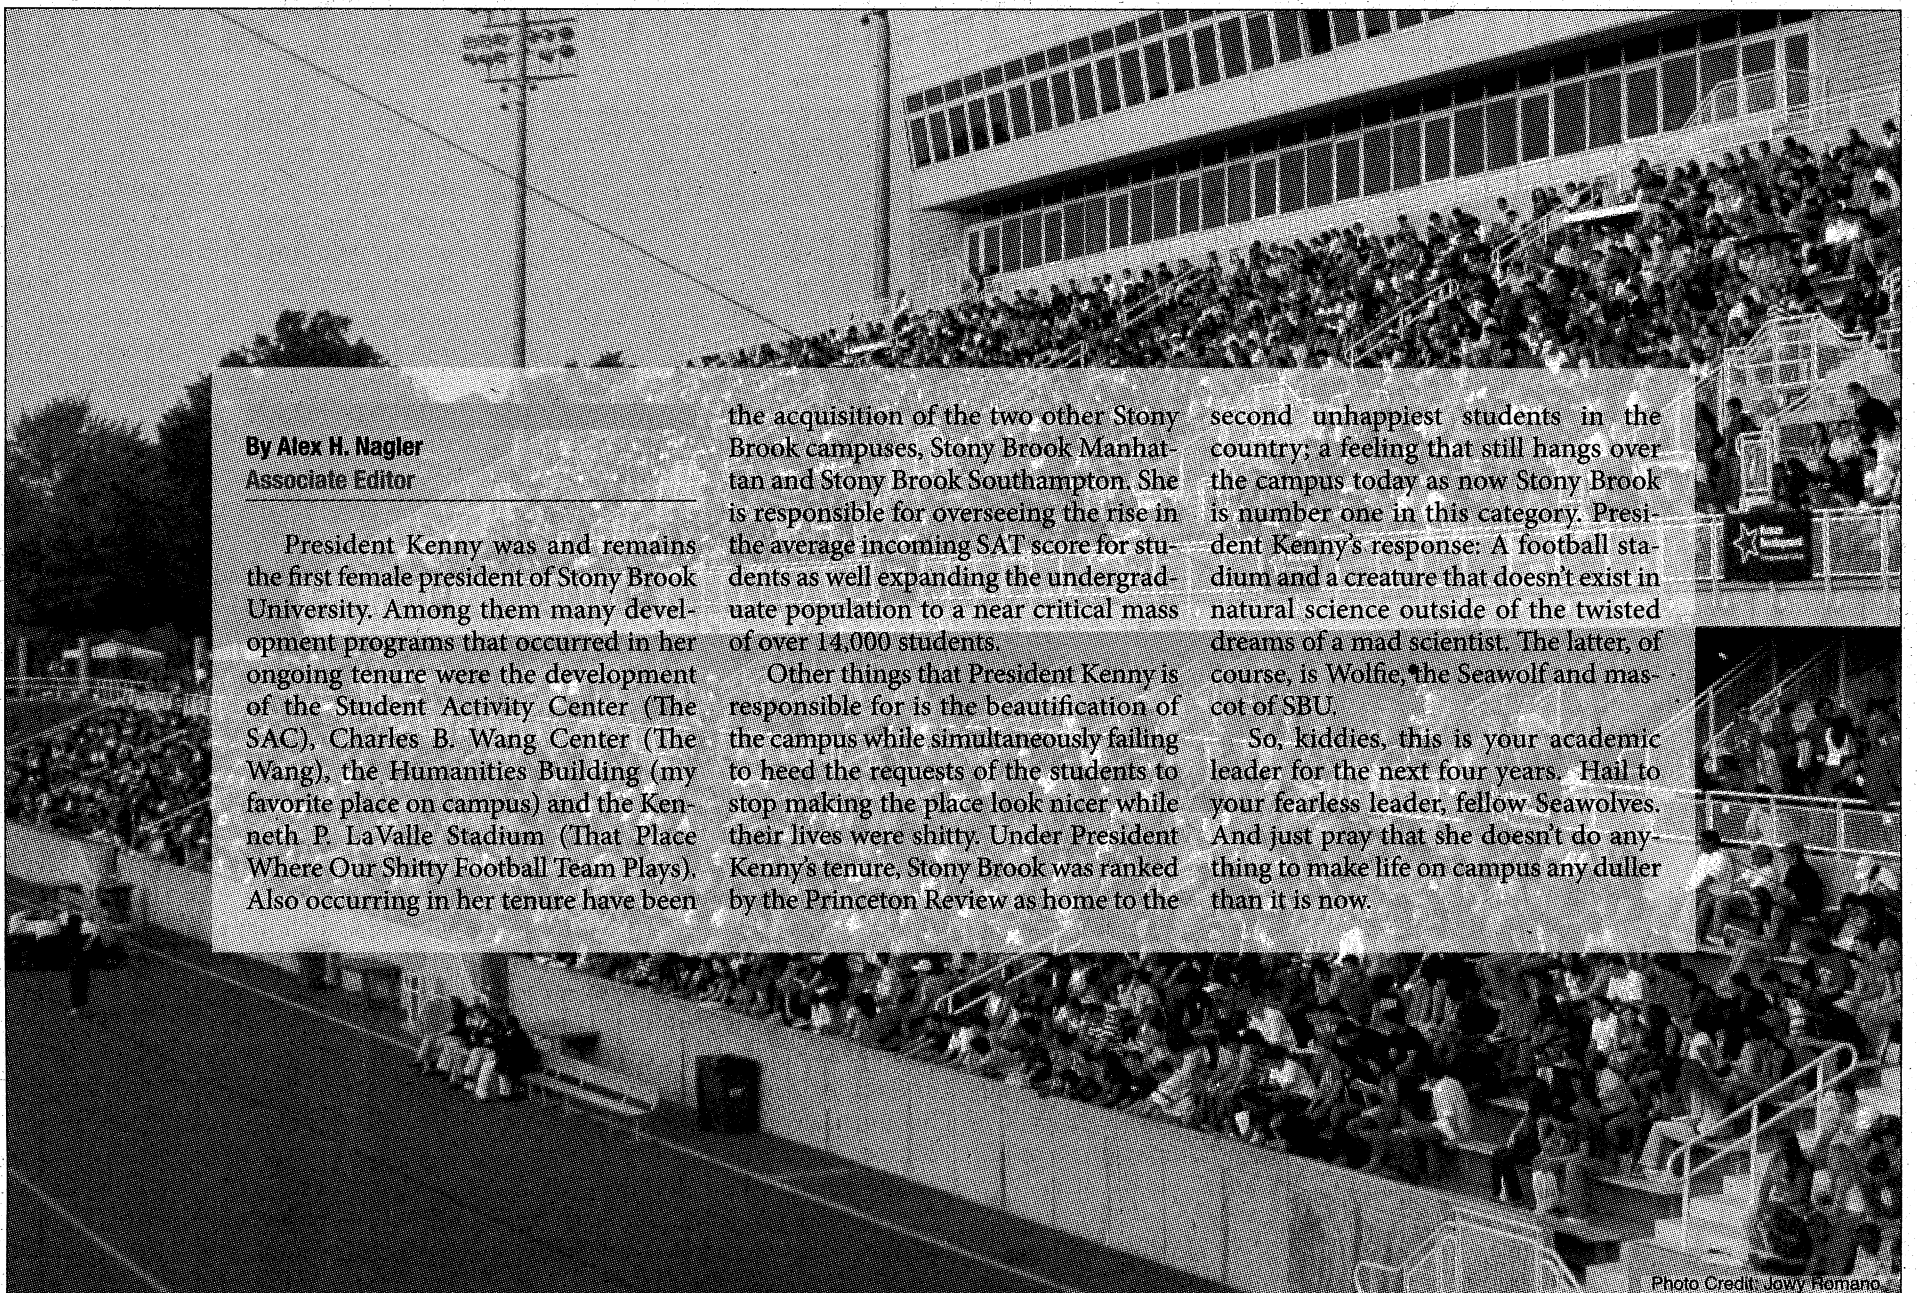 By Alex H. Nagler
Associate Editor
President Kenny was and remains
the first female president of Stony Brook
University. Among them many devel-
opment programs that occurred in her
ongoing tenure were the development
of the Student Activity Center (The
SAC), Charles B. Wang Center (The
Wang), the Humanities Building (my
favorite place on campus) and the Ken-
neth P. LaValle Stadium (That Place
Where Our Shitty Football Team Plays).
Also occurring in her tenure have been
the acquisition of the two other Stony
Brook campuses, Stony Brook Manhat-
tan and Stony Brook Southampton. She
is responsible for overseeing the rise in
the average incoming SAT score for stu-
dents as well expanding the undergrad-
uate population to a near critical mass
of over 14,000 students.
Other things that President Kenny is
responsible for is the beautification of
the campus while simultaneously failing
to heed the requests of the students to
stop making the place look nicer while
their lives were shitty. Under President
Kenny's tenure, Stony Brook was ranked
by the Princeton Review as home to the
second unhappiest students in the
country; a feeling that still hangs over
the campus today as now Stony Brook
is number one in this category. Presi-
dent Kenny's response: A football sta-
dium and a creature that doesn't exist in
natural science outside of the twisted
dreams of a mad scientist. The latter, of
course, is Wolfie, the Seawolf and mas-
cot of SBU.
So, kiddies, this is your academic
leader for the next four years. Hail to
your fearless leader, fellow Seawolves.
And just pray that she doesn't do any-
thing to make life on campus any duller
than it is now.
Photo Credit: Jowy Romano